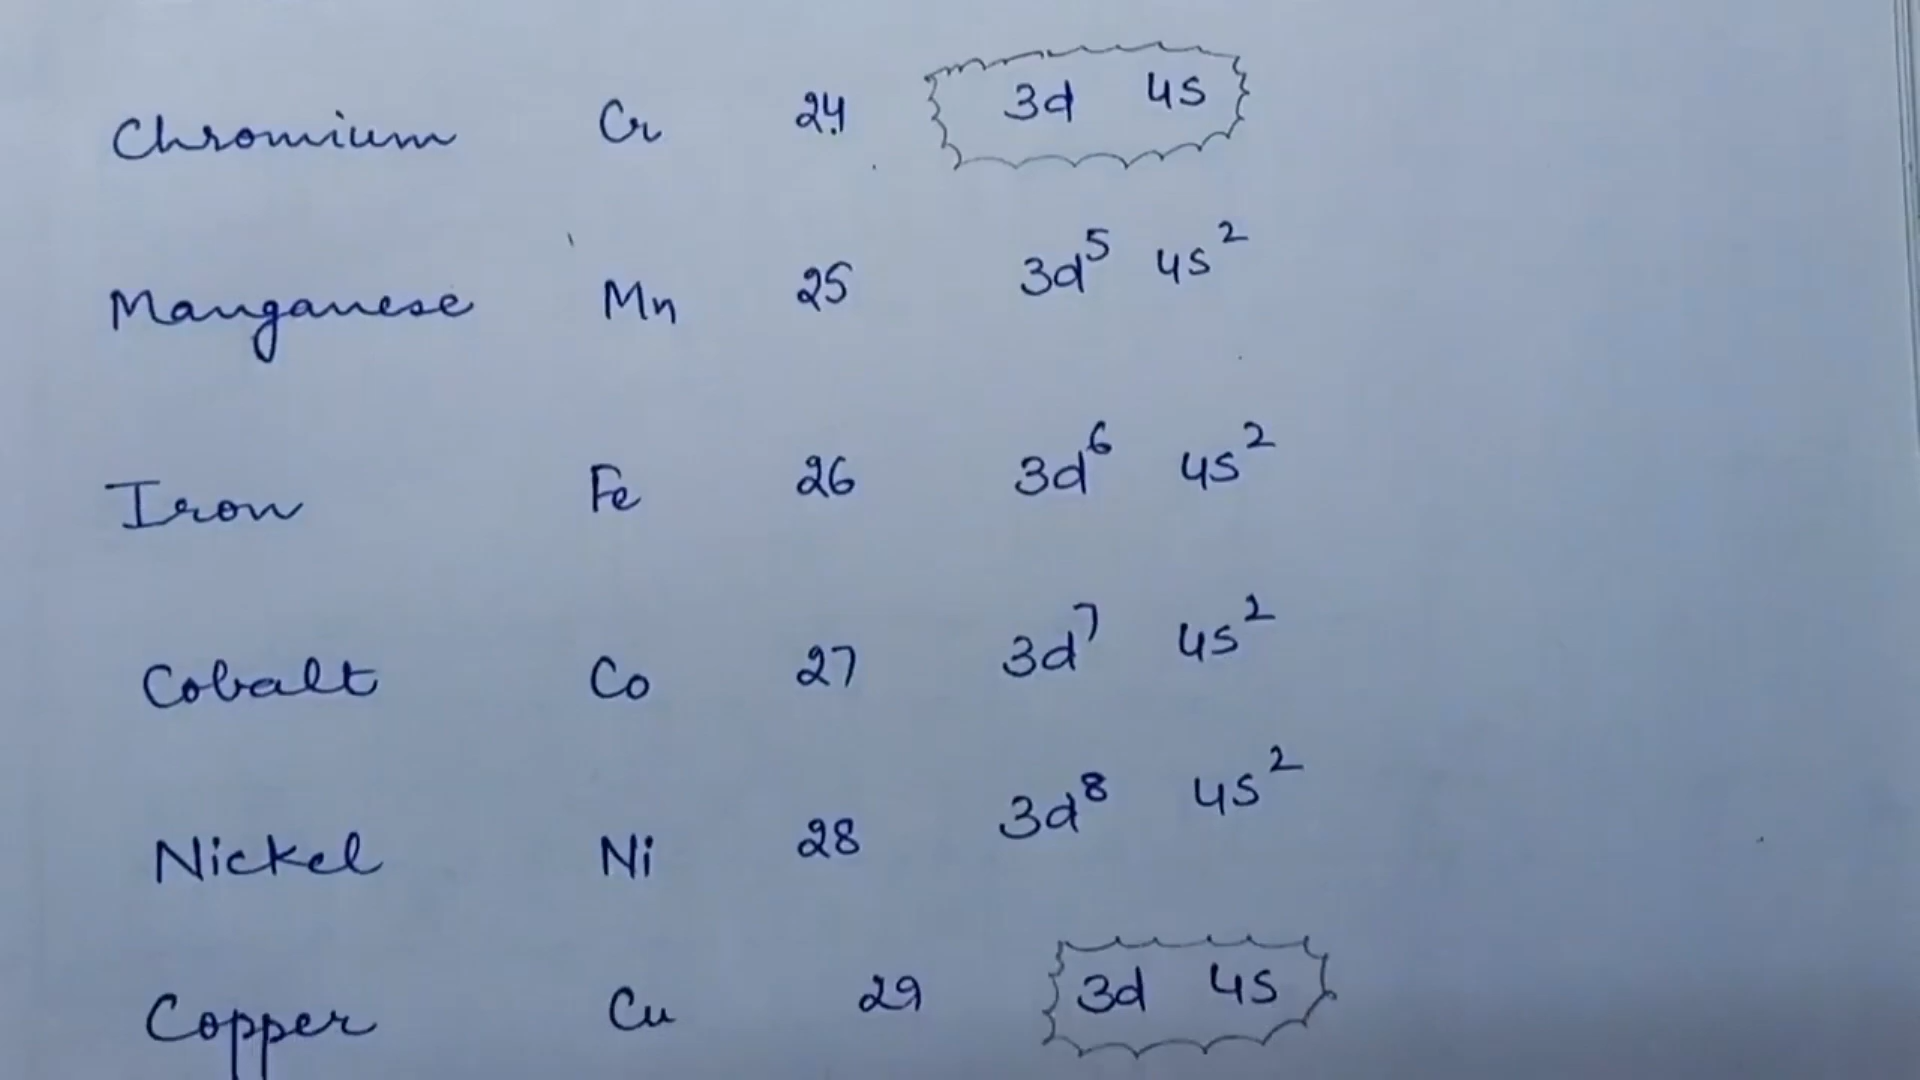 Chromium Cr 24 3d 4s
Manganese Mn 25 3d⁵ 4s²
Iron Fe 26 3d⁶ 4s²
Cobalt Co 27 3d⁷ 4s²
Nickel Ni 28 3d⁸ 4s²
Copper Cu 29 3d 4s